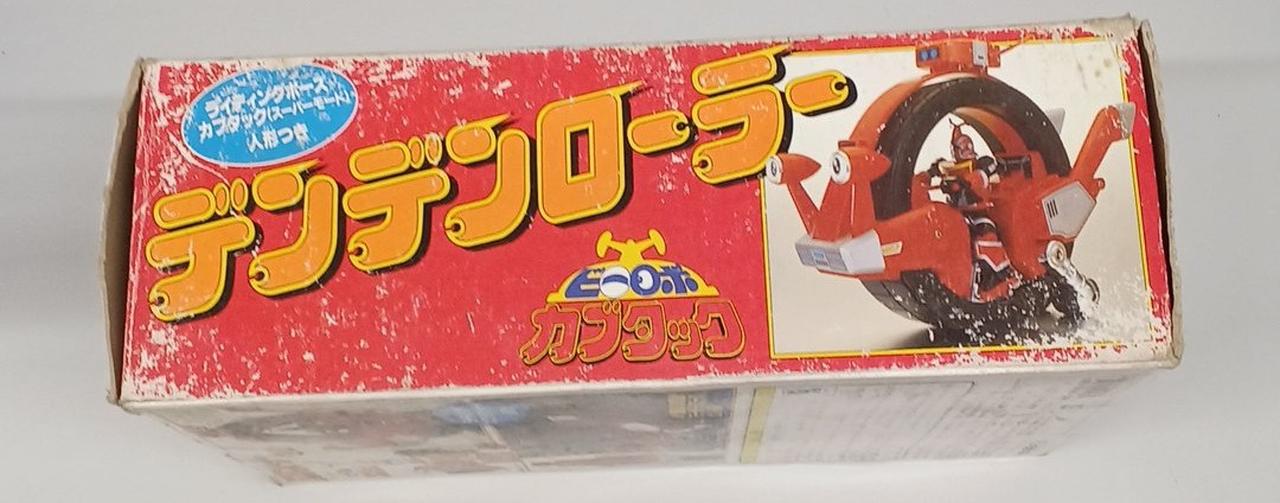 ライディングポーズ
カブタック(スーパーモード)
人形つき
デンデンローラー
ビーロボ
カブタック